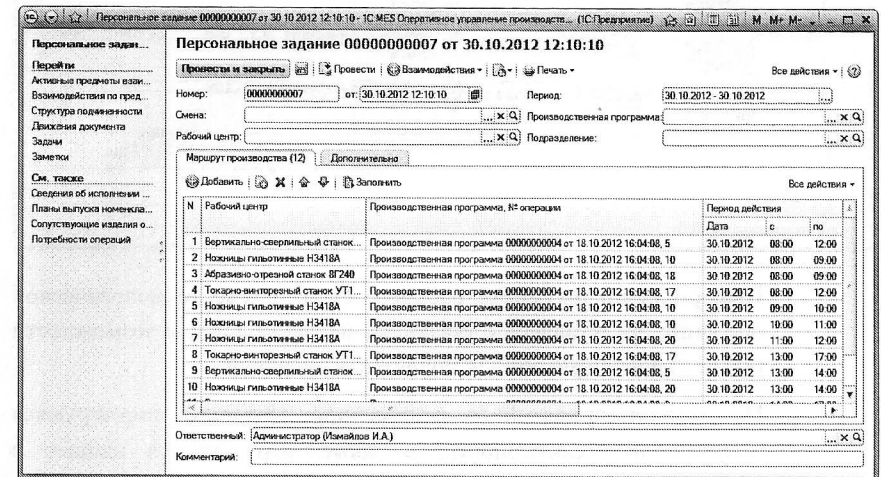 Персональное задание 00000000007 от 30.10.2012 12:10:10 - 1С:MES Оперативное управление производств... (1С:Предприятие) M M+ M-
Персональное задан...
Перейти
Активные предметы взаи...
Взаимодействия по пред...
Структура подчиненности
Движения документа
Задачи
Заметки
См. также
Сведения об исполнении ...
Планы выпуска номенкла...
Сопутствующие изделия о...
Потребности операций
Персональное задание 00000000007 от 30.10.2012 12:10:10
Провести и закрыть Провести Взаимодействия Печать Все действия
Номер: 00000000007 от: 30.10.2012 12:10:10 Период: 30.10.2012 - 30.10.2012 ...
Смена: ... Производственная программа: ...
Рабочий центр: ... Подразделение: ...
Маршрут производства (12) Дополнительно
Добавить Заполнить Все действия
N Рабочий центр Производственная программа, № операции Период действия
Дата с по
1 Вертикально-сверлильный станок... Производственная программа 00000000004 от 18.10.2012 16:04:08, 5 30.10.2012 08:00 12:00
2 Ножницы гильотинные Н3418А Производственная программа 00000000004 от 18.10.2012 16:04:08, 10 30.10.2012 08:00 09:00
3 Абразивно-отрезной станок 8Г240 Производственная программа 00000000004 от 18.10.2012 16:04:08, 18 30.10.2012 08:00 09:00
4 Токарно-винторезный станок УТ1... Производственная программа 00000000004 от 18.10.2012 16:04:08, 17 30.10.2012 08:00 12:00
5 Ножницы гильотинные Н3418А Производственная программа 00000000004 от 18.10.2012 16:04:08, 10 30.10.2012 09:00 10:00
6 Ножницы гильотинные Н3418А Производственная программа 00000000004 от 18.10.2012 16:04:08, 10 30.10.2012 10:00 11:00
7 Ножницы гильотинные Н3418А Производственная программа 00000000004 от 18.10.2012 16:04:08, 20 30.10.2012 11:00 12:00
8 Токарно-винторезный станок УТ1... Производственная программа 00000000004 от 18.10.2012 16:04:08, 17 30.10.2012 13:00 17:00
9 Вертикально-сверлильный станок... Производственная программа 00000000004 от 18.10.2012 16:04:08, 5 30.10.2012 13:00 14:00
10 Ножницы гильотинные Н3418А Производственная программа 00000000004 от 18.10.2012 16:04:08, 20 30.10.2012 13:00 14:00
Ответственный: Администратор (Измайлов И.А.) ...
Комментарий: